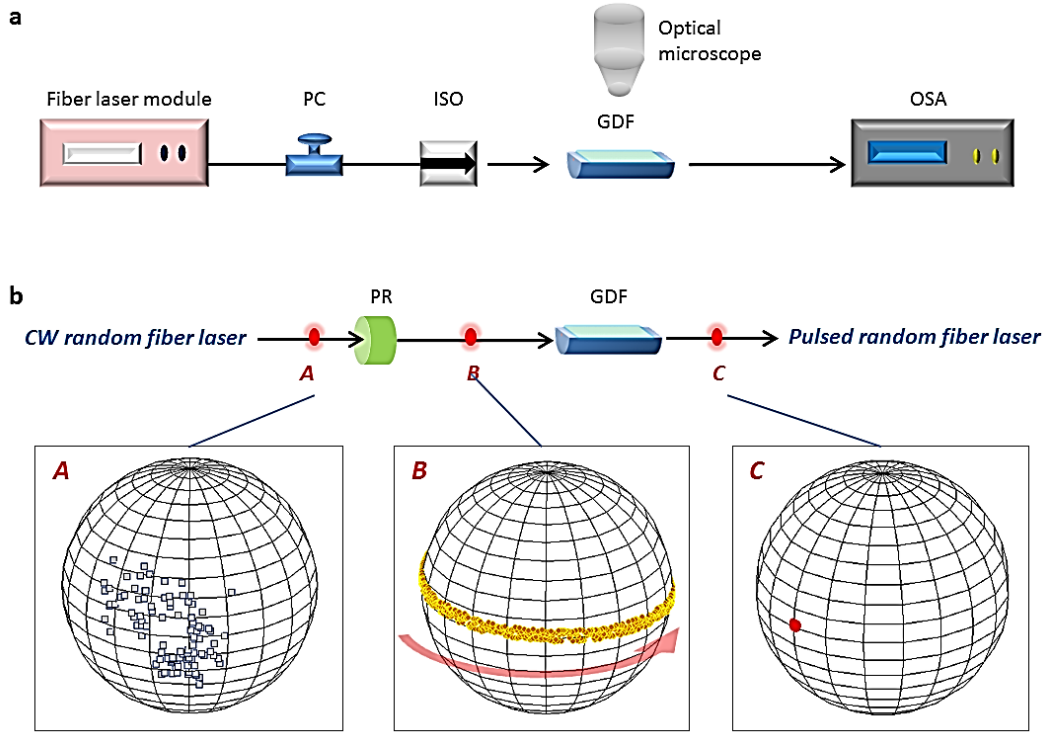 a
Optical
microscope
Fiber laser module
PC
ISO
GDF
OSA
b
PR
GDF
CW random fiber laser
Pulsed random fiber laser
A
B
C
A
B
C